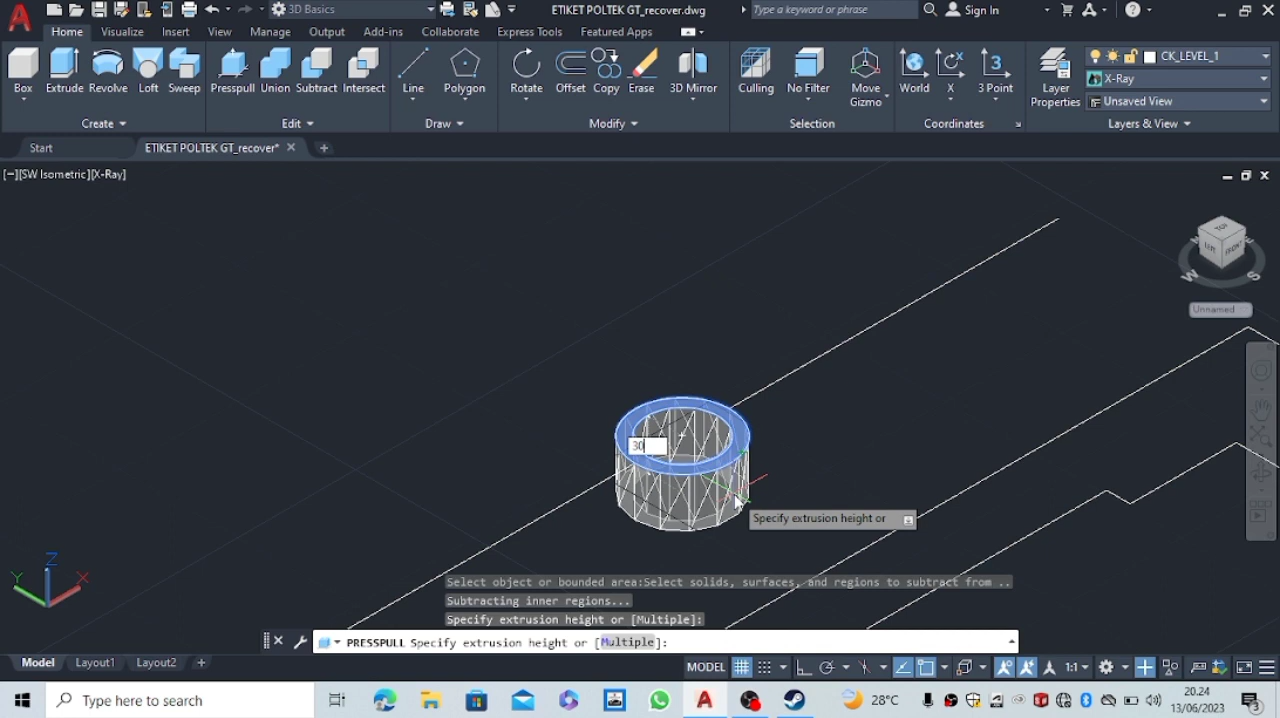 3D Basics
ETIKET POLTEK GT_recover.dwg
Type a keyword or phrase
Sign In
Home
Visualize
Insert
View
Manage
Output
Add-ins
Collaborate
Express Tools
Featured Apps
Box
Extrude
Revolve
Loft
Sweep
Presspull
Union
Subtract
Intersect
Line
Polygon
Rotate
Offset
Copy
Erase
3D Mirror
Culling
No Filter
Move
Gizmo
World
X
3 Point
Layer
Properties
CK_LEVEL_1
X-Ray
Unsaved View
Create
Edit
Draw
Modify
Selection
Coordinates
Layers & View
Start
ETIKET POLTEK GT_recover*
[−][SW Isometric][X-Ray]
TOP
LEFT
FRONT
W
S
Unnamed
30
Specify extrusion height or
Z
Y
X
Select object or bounded area:Select solids, surfaces, and regions to subtract from ..
Subtracting inner regions...
Specify extrusion height or [Multiple]:
PRESSPULL Specify extrusion height or [Multiple]:
Model
Layout1
Layout2
MODEL
1:1
Type here to search
28°C
20.24
13/06/2023
3